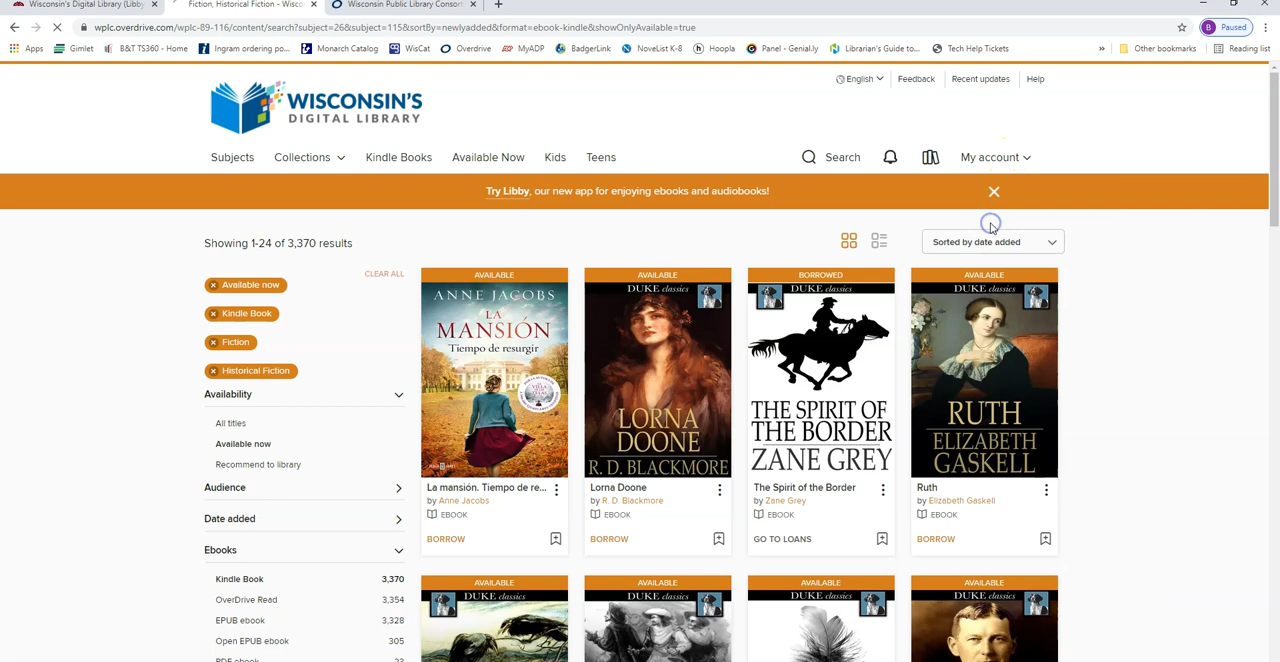 Wisconsin's Digital Library (Libby
Fiction, Historical Fiction - Wisco
Wisconsin Public Library Consort
wplc.overdrive.com/wplc-89-116/content/search?subject=26&subject=115&sortBy=newlyadded&format=ebook-kindle&showOnlyAvailable=true
B Paused
Apps Gimlet B&T TS360 - Home Ingram ordering po... Monarch Catalog WisCat Overdrive MyADP BadgerLink NoveList K-8 Hoopla Panel - Genial.ly Librarian's Guide to... Tech Help Tickets » Other bookmarks Reading list
English Feedback Recent updates Help
WISCONSIN'S
DIGITAL LIBRARY
Subjects Collections Kindle Books Available Now Kids Teens Search My account
Try Libby, our new app for enjoying ebooks and audiobooks!
Showing 1-24 of 3,370 results
Sorted by date added
CLEAR ALL
Available now
Kindle Book
Fiction
Historical Fiction
Availability
All titles
Available now
Recommend to library
Audience
Date added
Ebooks
Kindle Book 3,370
OverDrive Read 3,354
EPUB ebook 3,328
Open EPUB ebook 305
PDF ebook 23
AVAILABLE
ANNE JACOBS
LA
MANSIÓN
Tiempo de resurgir
La mansión. Tiempo de re...
by Anne Jacobs
EBOOK
BORROW
AVAILABLE
DUKE classics
LORNA
DOONE
R. D. BLACKMORE
Lorna Doone
by R. D. Blackmore
EBOOK
BORROW
BORROWED
DUKE classics
THE SPIRIT OF
THE BORDER
ZANE GREY
The Spirit of the Border
by Zane Grey
EBOOK
GO TO LOANS
AVAILABLE
DUKE classics
RUTH
ELIZABETH
GASKELL
Ruth
by Elizabeth Gaskell
EBOOK
BORROW
AVAILABLE
DUKE classics
AVAILABLE
DUKE classics
AVAILABLE
DUKE classics
AVAILABLE
DUKE classics